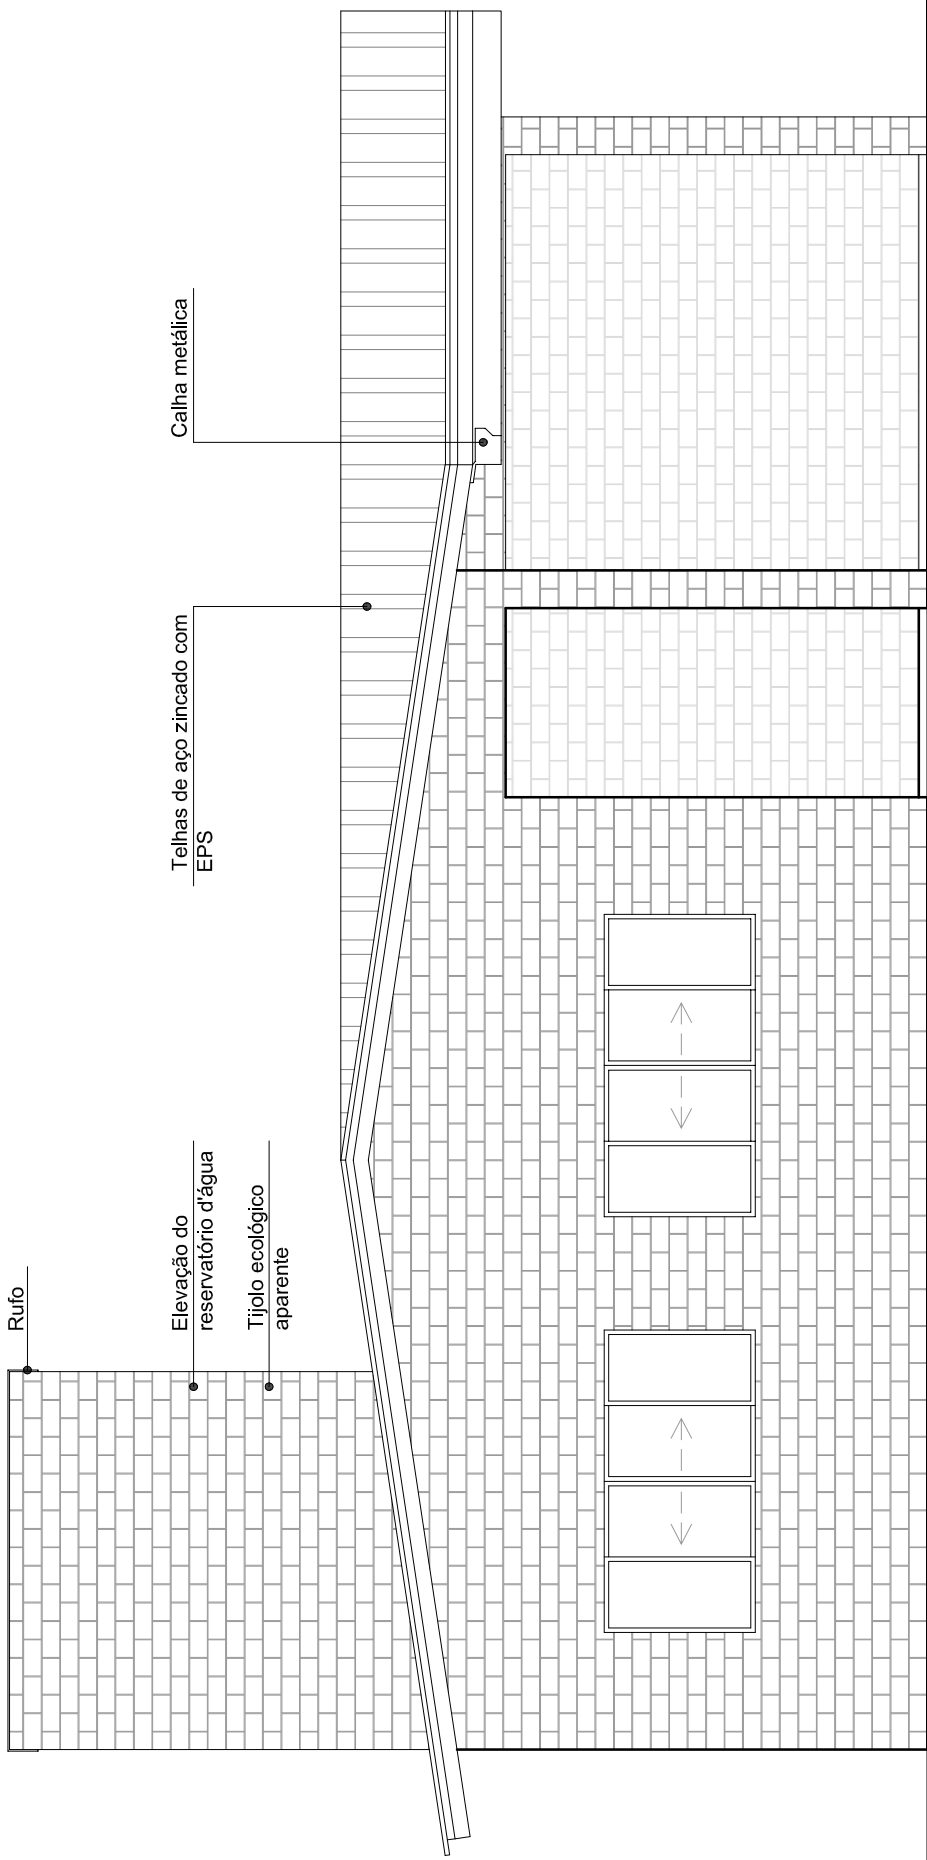 Rufo
Elevação do
reservatório d'água
Tijolo ecológico
aparente
Telhas de aço zincado com
EPS
Calha metálica